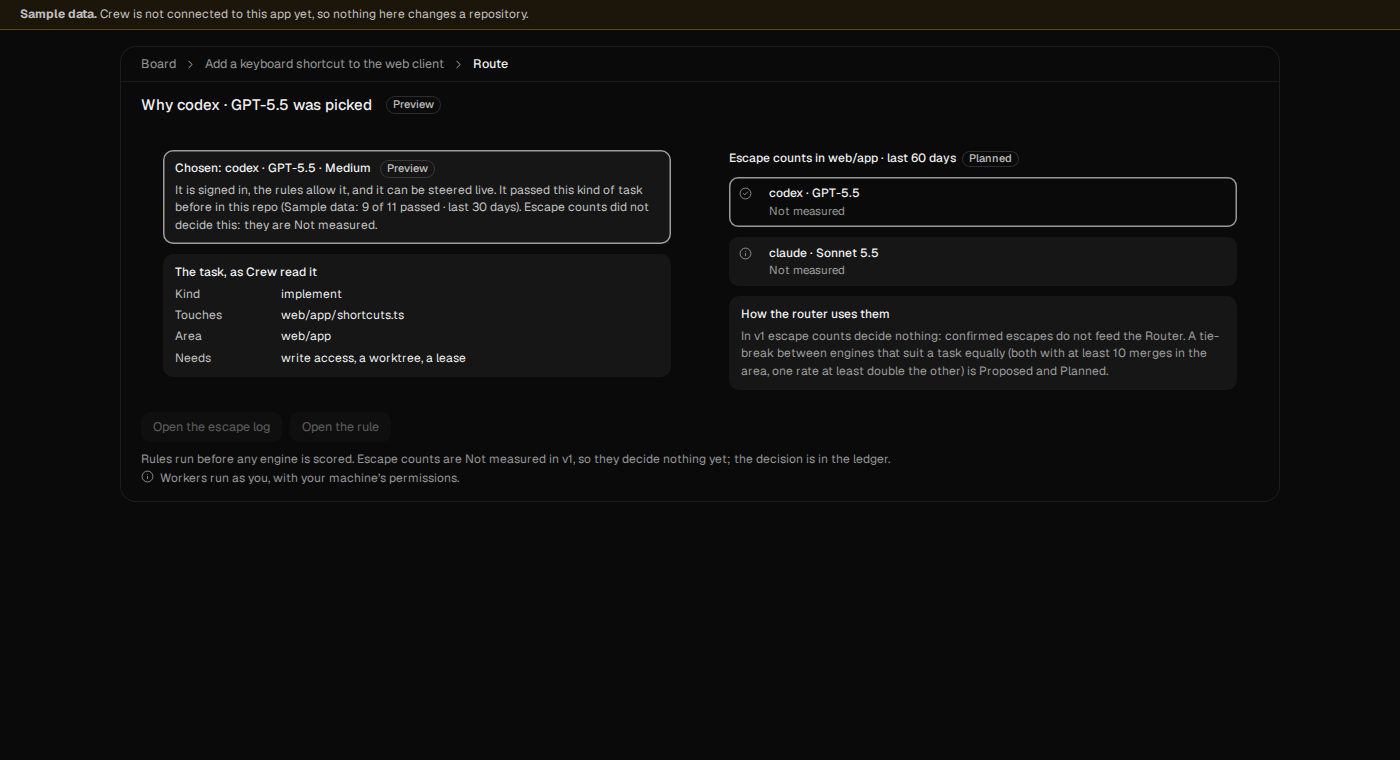 Sample data. Crew is not connected to this app yet, so nothing here changes a repository.
Board > Add a keyboard shortcut to the web client > Route
Why codex · GPT-5.5 was picked Preview
Chosen: codex · GPT-5.5 · Medium Preview
It is signed in, the rules allow it, and it can be steered live. It passed this kind of task
before in this repo (Sample data: 9 of 11 passed · last 30 days). Escape counts did not
decide this: they are Not measured.
The task, as Crew read it
Kind implement
Touches web/app/shortcuts.ts
Area web/app
Needs write access, a worktree, a lease
Escape counts in web/app · last 60 days Planned
codex · GPT-5.5
Not measured
claude · Sonnet 5.5
Not measured
How the router uses them
In v1 escape counts decide nothing: confirmed escapes do not feed the Router. A tie-
break between engines that suit a task equally (both with at least 10 merges in the
area, one rate at least double the other) is Proposed and Planned.
Open the escape log Open the rule
Rules run before any engine is scored. Escape counts are Not measured in v1, so they decide nothing yet; the decision is in the ledger.
Workers run as you, with your machine's permissions.